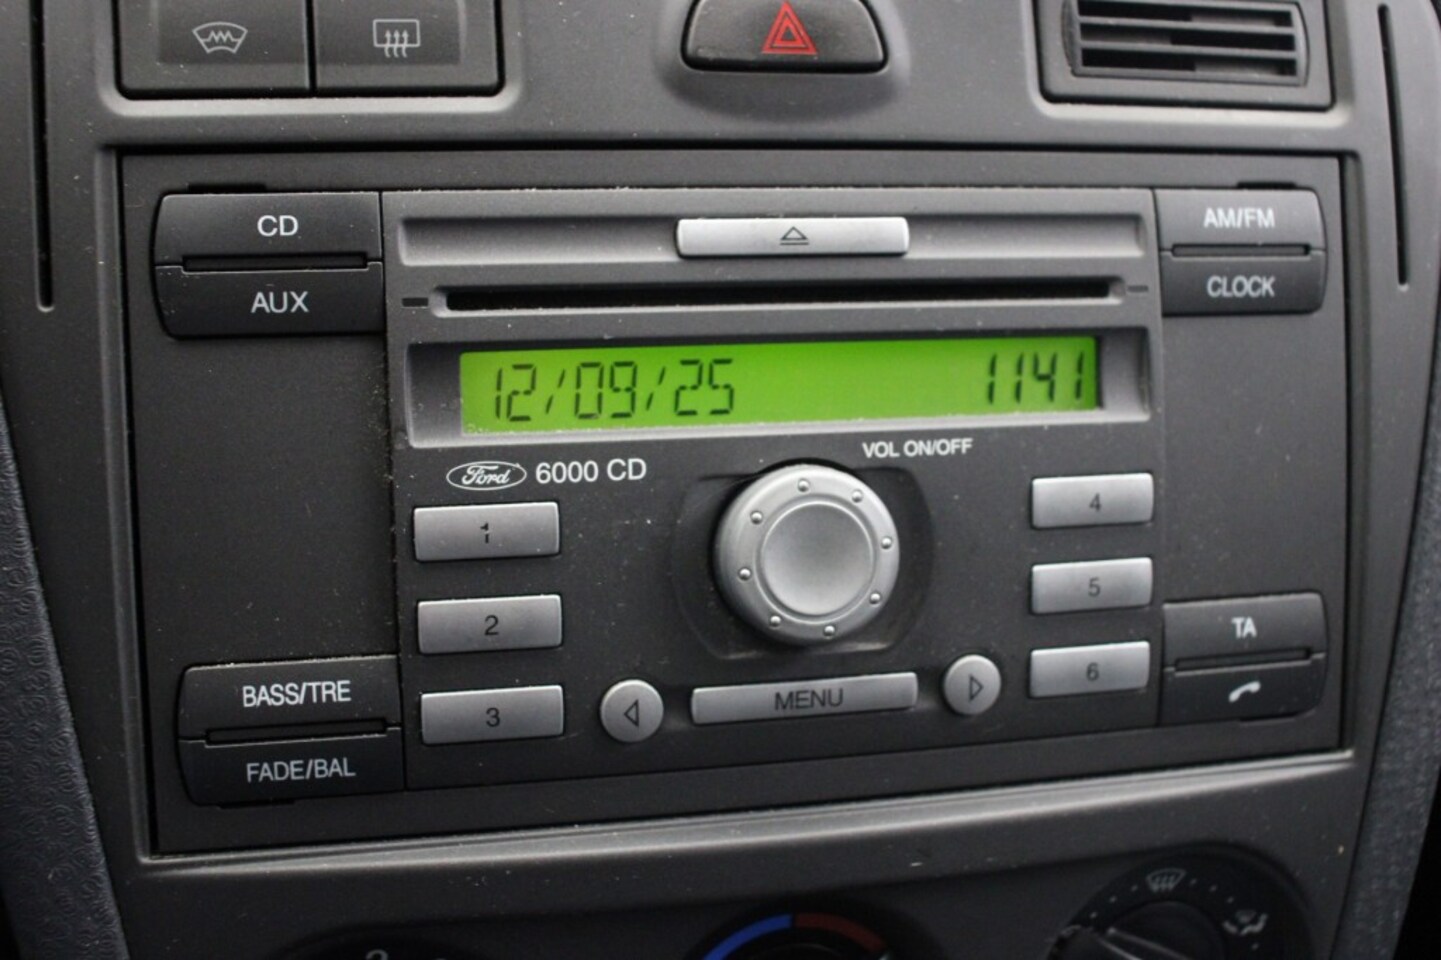 CD
AUX
AM/FM
CLOCK
12/09/25 1141
VOL ON/OFF
Ford 6000 CD
1
2
3
4
5
6
MENU
BASS/TRE
FADE/BAL
TA